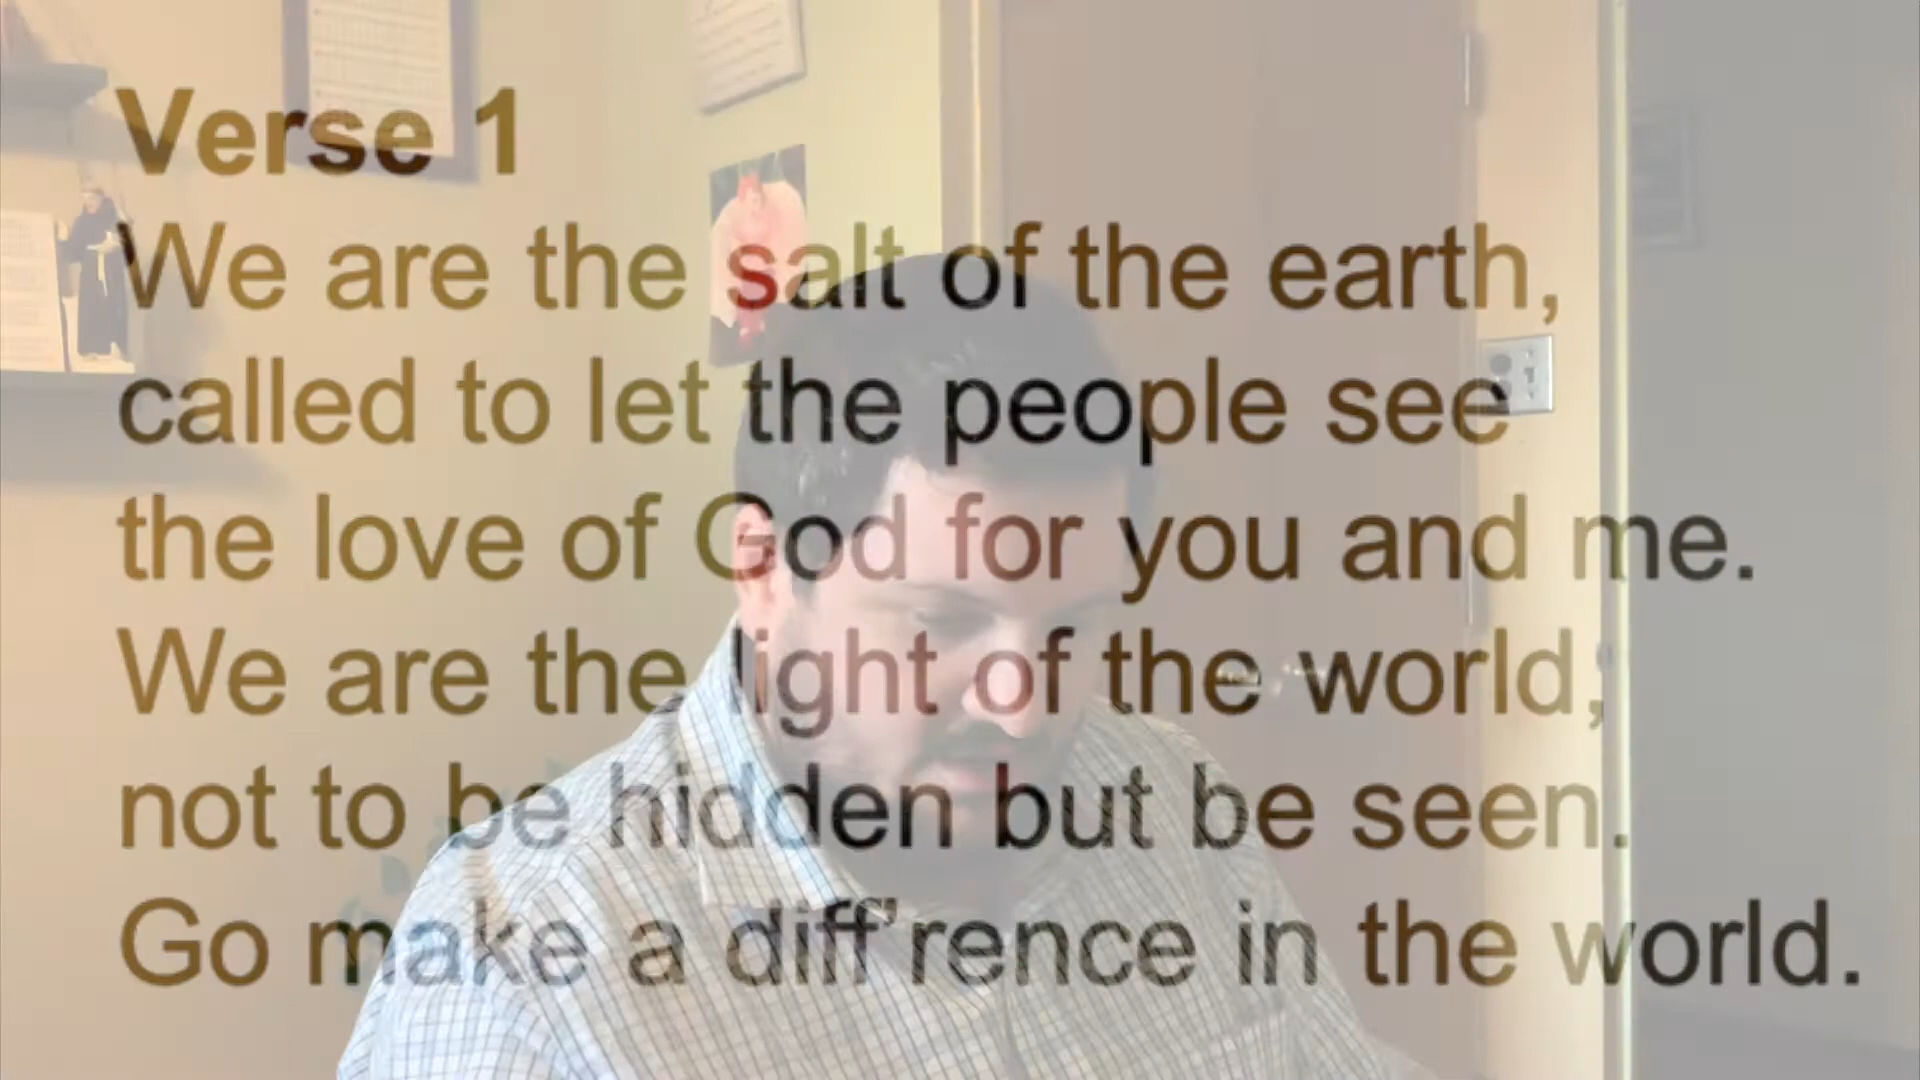 Verse 1
We are the salt of the earth,
called to let the people see
the love of God for you and me.
We are the light of the world,
not to be hidden but be seen.
Go make a diff'rence in the world.